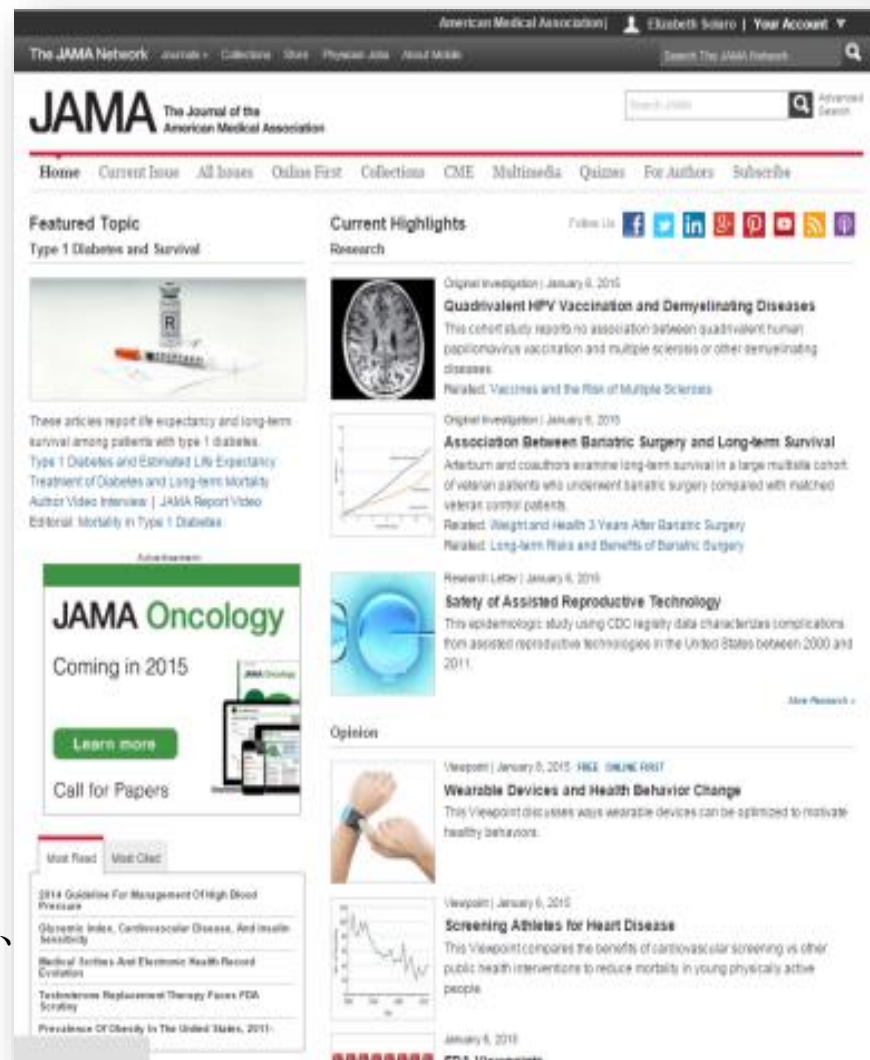 American Medical Association | Elizabeth Solaro | Your Account ▼
The JAMA Network Journals Collections Store Physician Jobs About Mobile
Search The JAMA Network
JAMA The Journal of the
American Medical Association
Search JAMA
Advanced
Search
Home Current Issue All Issues Online First Collections CME Multimedia Quizzes For Authors Subscribe
Featured Topic
Type 1 Diabetes and Survival
R
These articles report life expectancy and long-term
survival among patients with type 1 diabetes.
Type 1 Diabetes and Estimated Life Expectancy
Treatment of Diabetes and Long-term Mortality
Author Video Interview | JAMA Report Video
Editorial: Mortality in Type 1 Diabetes
Advertisement
JAMA Oncology
Coming in 2015
JAMA Oncology
Learn more
Call for Papers
Most Read Most Cited
2014 Guideline For Management Of High Blood
Pressure
Glycemic Index, Cardiovascular Disease, And Insulin
Sensitivity
Medical Scribes And Electronic Health Record
Evolution
Testosterone Replacement Therapy Faces FDA
Scrutiny
Prevalence Of Obesity In The United States, 2011-
Current Highlights
Follow Us
Research
Original Investigation | January 6, 2015
Quadrivalent HPV Vaccination and Demyelinating Diseases
This cohort study reports no association between quadrivalent human
papillomavirus vaccination and multiple sclerosis or other demyelinating
diseases.
Related: Vaccines and the Risk of Multiple Sclerosis
Original Investigation | January 6, 2015
Association Between Bariatric Surgery and Long-term Survival
Arterburn and coauthors examine long-term survival in a large multisite cohort
of veteran patients who underwent bariatric surgery compared with matched
veteran control patients.
Related: Weight and Health 3 Years After Bariatric Surgery
Related: Long-term Risks and Benefits of Bariatric Surgery
Research Letter | January 6, 2015
Safety of Assisted Reproductive Technology
This epidemiologic study using CDC registry data characterizes complications
from assisted reproductive technologies in the United States between 2000 and
2011.
More Research »
Opinion
Viewpoint | January 8, 2015 FREE ONLINE FIRST
Wearable Devices and Health Behavior Change
This Viewpoint discusses ways wearable devices can be optimized to motivate
healthy behaviors.
Viewpoint | January 6, 2015
Screening Athletes for Heart Disease
This Viewpoint compares the benefits of cardiovascular screening vs other
public health interventions to reduce mortality in young physically active
people.
January 6, 2015
、